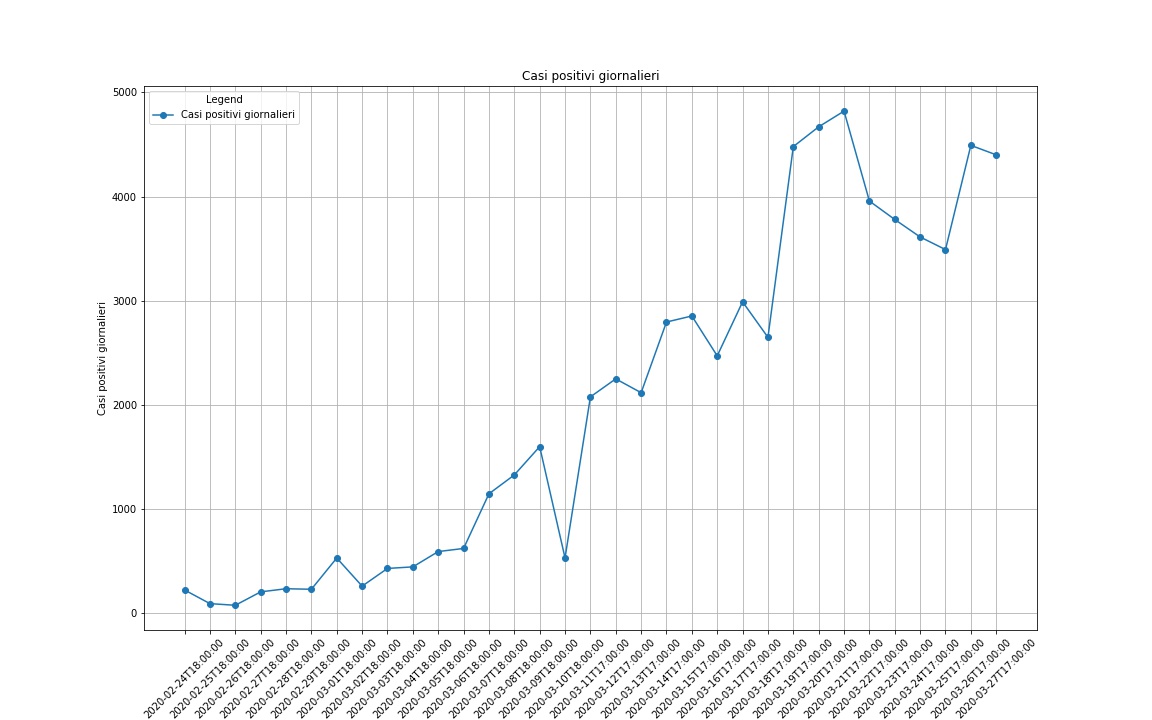 Casi positivi giornalieri
5000
Legend
Casi positivi giornalieri
4000
3000
Casi positivi giornalieri
2000
1000
0
2020-02-24T18:00:00
2020-02-25T18:00:00
2020-02-26T18:00:00
2020-02-27T18:00:00
2020-02-28T18:00:00
2020-02-29T18:00:00
2020-03-01T18:00:00
2020-03-02T18:00:00
2020-03-03T18:00:00
2020-03-04T18:00:00
2020-03-05T18:00:00
2020-03-06T18:00:00
2020-03-07T18:00:00
2020-03-08T18:00:00
2020-03-09T18:00:00
2020-03-10T18:00:00
2020-03-11T17:00:00
2020-03-12T17:00:00
2020-03-13T17:00:00
2020-03-14T17:00:00
2020-03-15T17:00:00
2020-03-16T17:00:00
2020-03-17T17:00:00
2020-03-18T17:00:00
2020-03-19T17:00:00
2020-03-20T17:00:00
2020-03-21T17:00:00
2020-03-22T17:00:00
2020-03-23T17:00:00
2020-03-24T17:00:00
2020-03-25T17:00:00
2020-03-26T17:00:00
2020-03-27T17:00:00